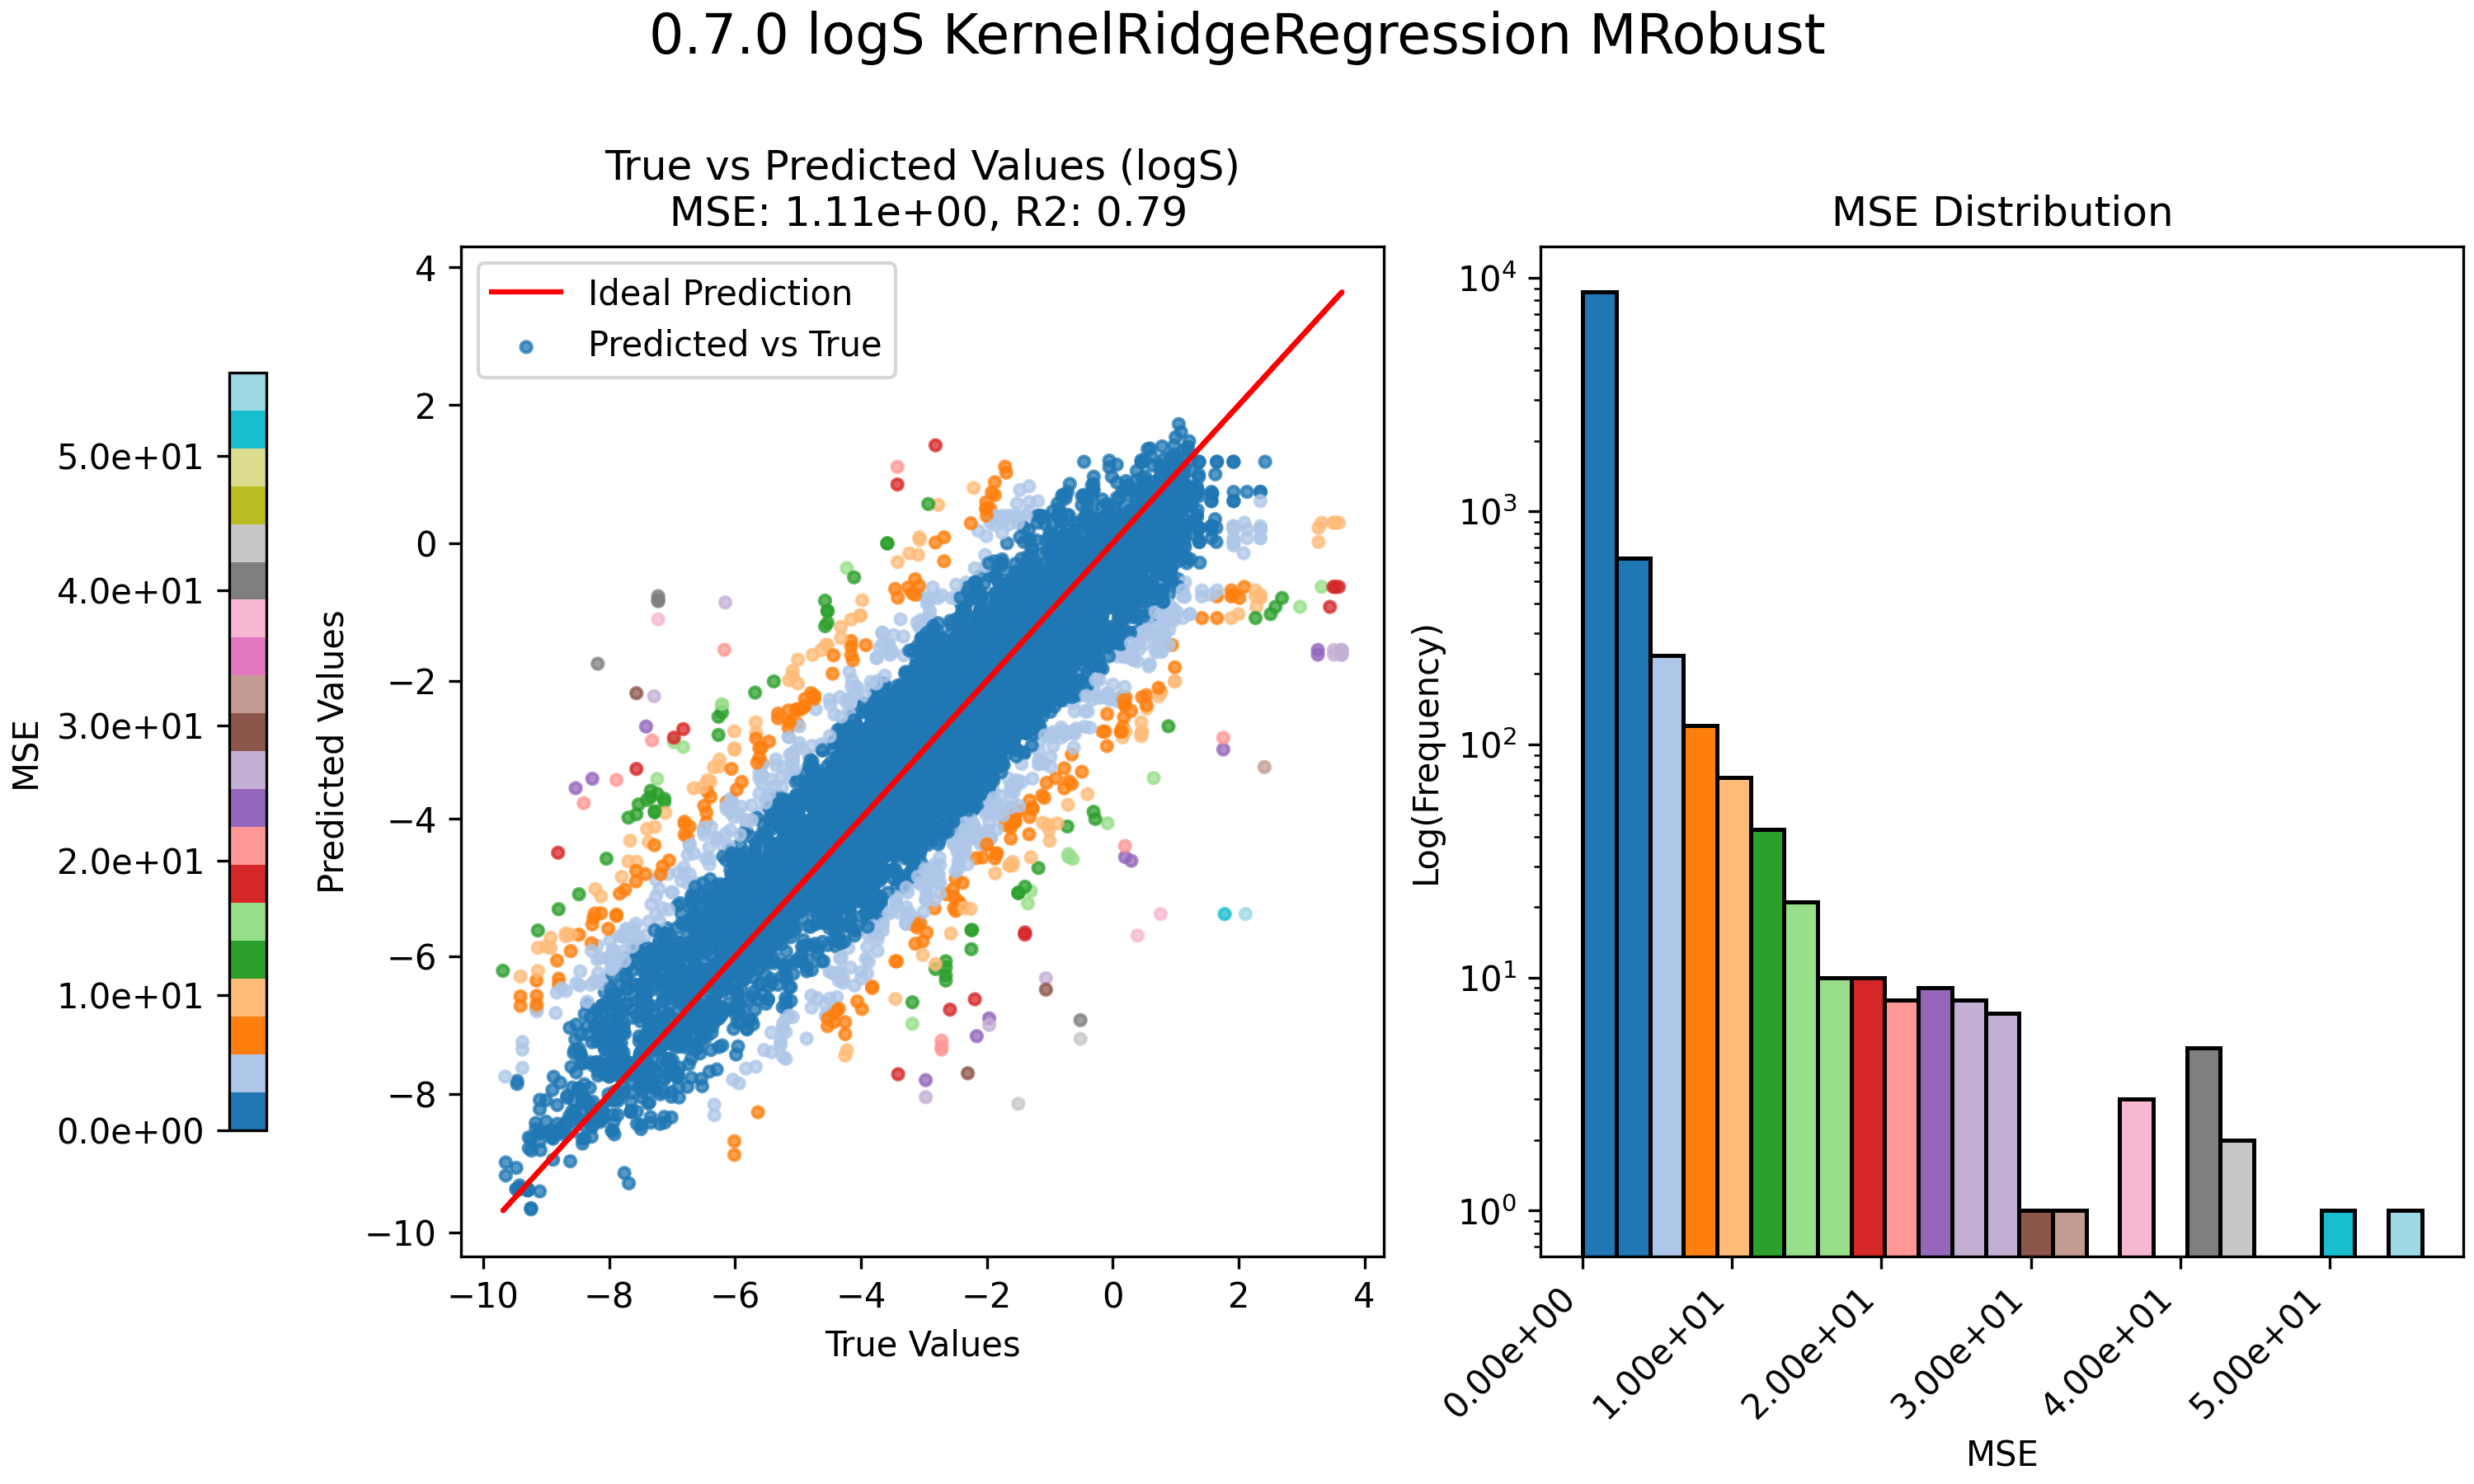 0.7.0 logS KernelRidgeRegression MRobust
MSE
5.0e+01
4.0e+01
3.0e+01
2.0e+01
1.0e+01
0.0e+00
True vs Predicted Values (logS)
MSE: 1.11e+00, R2: 0.79
Ideal Prediction
Predicted vs True
Predicted Values
4
2
0
−2
−4
−6
−8
−10
−10 −8 −6 −4 −2 0 2 4
True Values
MSE Distribution
Log(Frequency)
10⁴
10³
10²
10¹
10⁰
0.00e+00 1.00e+01 2.00e+01 3.00e+01 4.00e+01 5.00e+01
MSE